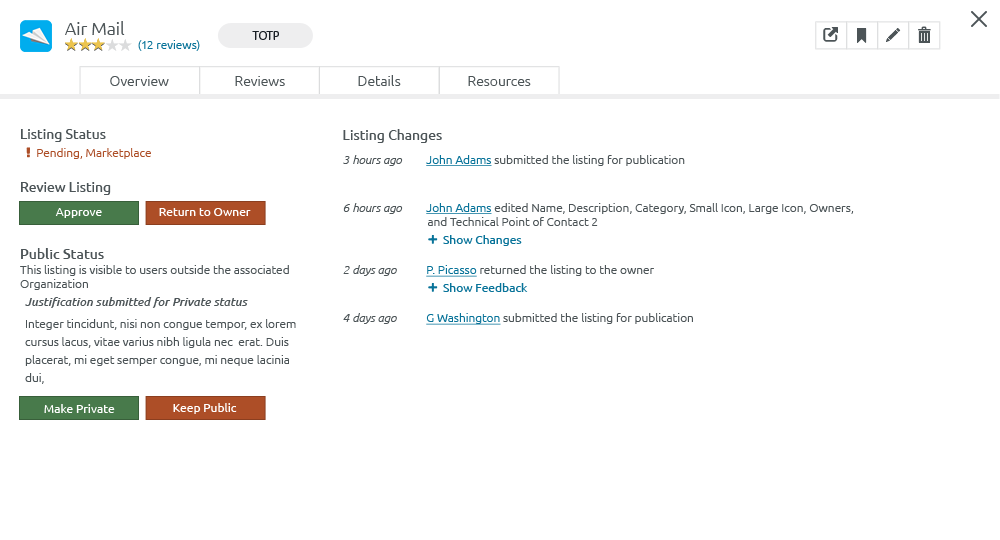 Air Mail
(12 reviews)
TOTP
Overview
Reviews
Details
Resources
Listing Status
Pending, Marketplace
Review Listing
Approve
Return to Owner
Public Status
This listing is visible to users outside the associated
Organization
Justification submitted for Private status
Integer tincidunt, nisi non congue tempor, ex lorem
cursus lacus, vitae varius nibh ligula nec erat. Duis
placerat, mi eget semper congue, mi neque lacinia
dui,
Make Private
Keep Public
Listing Changes
3 hours ago John Adams submitted the listing for publication
6 hours ago John Adams edited Name, Description, Category, Small Icon, Large Icon, Owners,
and Technical Point of Contact 2
+ Show Changes
2 days ago P. Picasso returned the listing to the owner
+ Show Feedback
4 days ago G Washington submitted the listing for publication